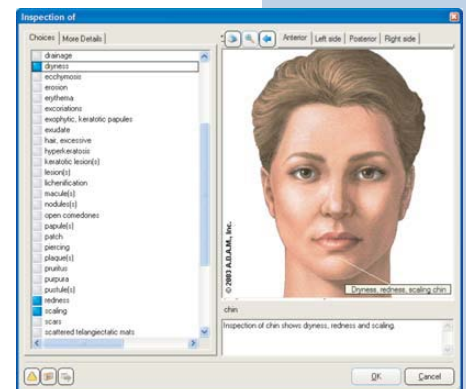 Inspection of
Choices
More Details
Anterior
Left side
Posterior
Right side
drainage
dryness
ecchymosis
erosion
erythema
excoriations
exophytic, keratotic papules
exudate
hair, excessive
hyperkeratosis
keratotic lesion(s)
lesion(s)
lichenification
macule(s)
nodules(s)
open comedones
papule(s)
patch
piercing
plaque(s)
pruritus
purpura
pustule(s)
redness
scaling
scars
scattered telangiectatic mats
© 2003 A.D.A.M., Inc.
Dryness, redness, scaling chin
chin
Inspection of chin shows dryness, redness and scaling.
OK
Cancel